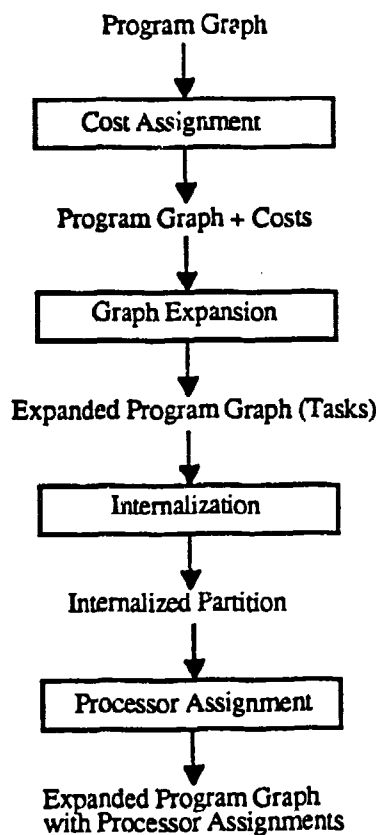 Program Graph
Cost Assignment
Program Graph + Costs
Graph Expansion
Expanded Program Graph (Tasks)
Internalization
Internalized Partition
Processor Assignment
Expanded Program Graph
with Processor Assignments